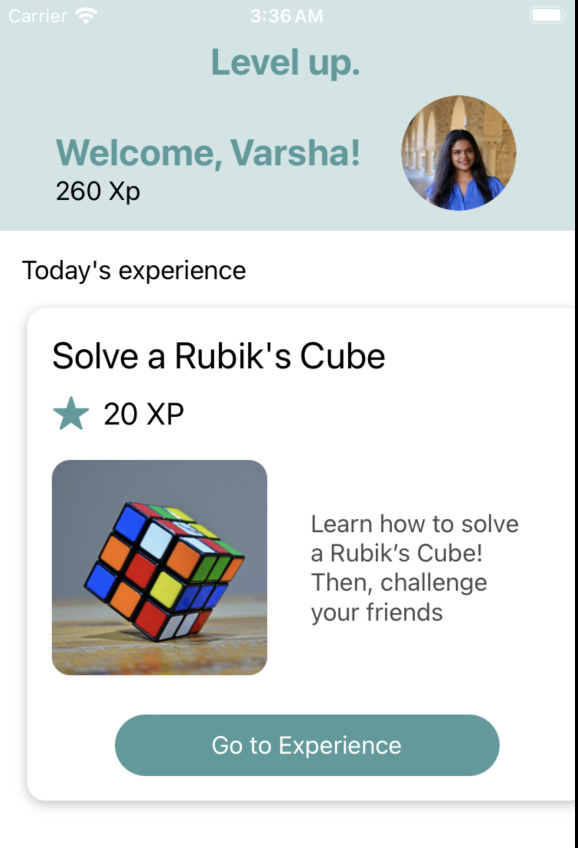 Carrier 3:36 AM
Level up.
Welcome, Varsha!
260 Xp
Today's experience
Solve a Rubik's Cube
20 XP
Learn how to solve
a Rubik’s Cube!
Then, challenge
your friends
Go to Experience